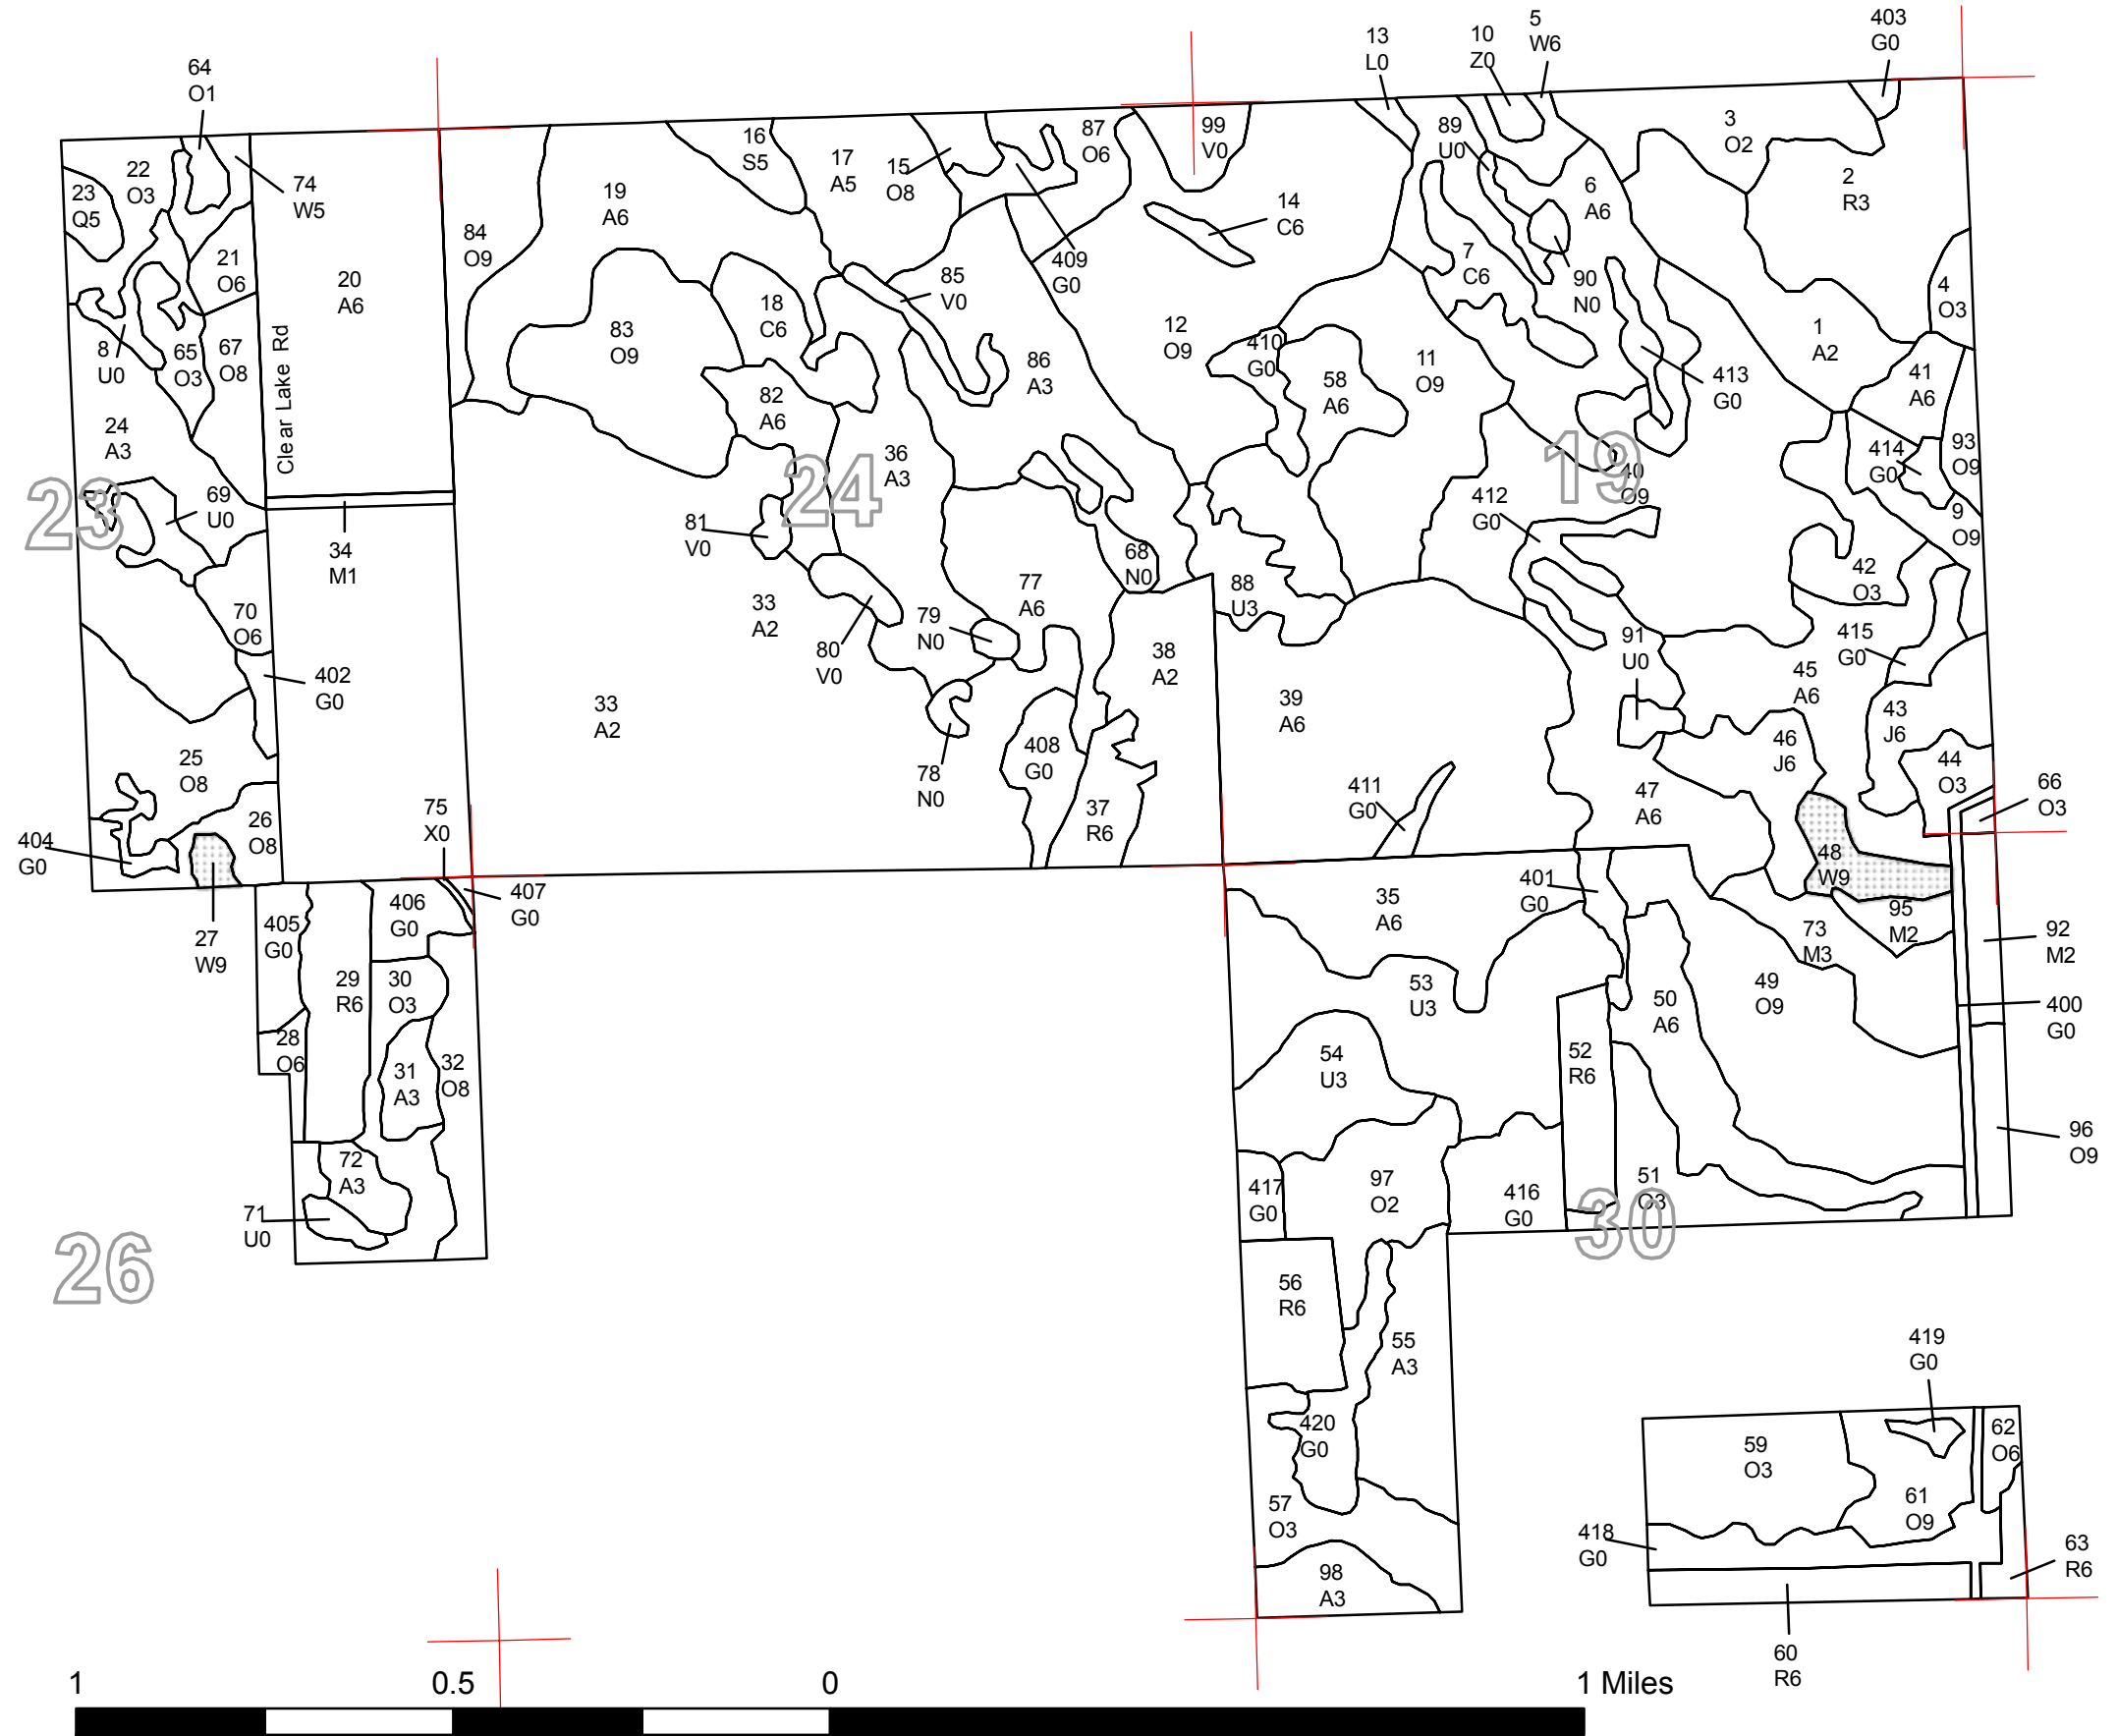 64
O1
22
O3
23
Q5
74
W5
21
O6
20
A6
8
U0
65
O3
67
O8
Clear Lake Rd
24
A3
69
U0
23
34
M1
70
O6
402
G0
25
O8
26
O8
404
G0
27
W9
75
X0
407
G0
405
G0
406
G0
29
R6
30
O3
28
O6
31
A3
32
O8
72
A3
71
U0
26
84
O9
19
A6
16
S5
17
A5
15
O8
87
O6
99
V0
14
C6
409
G0
85
V0
18
C6
83
O9
82
A6
86
A3
12
O9
36
A3
24
81
V0
68
N0
77
A6
79
N0
33
A2
80
V0
33
A2
78
N0
408
G0
37
R6
38
A2
88
U3
13
L0
10
Z0
5
W6
403
G0
89
U0
6
A6
3
O2
2
R3
7
C6
90
N0
4
O3
410
G0
58
A6
11
O9
1
A2
413
G0
41
A6
93
O9
414
G0
19
40
O9
412
G0
9
O9
42
O3
415
G0
91
U0
45
A6
39
A6
43
J6
46
J6
44
O3
66
O3
411
G0
47
A6
48
W9
95
M2
73
M3
92
M2
400
G0
96
O9
35
A6
401
G0
53
U3
50
A6
49
O9
52
R6
54
U3
51
O3
30
97
O2
417
G0
416
G0
56
R6
55
A3
420
G0
57
O3
98
A3
419
G0
59
O3
62
O6
61
O9
418
G0
63
R6
60
R6
1 0.5 0 1 Miles